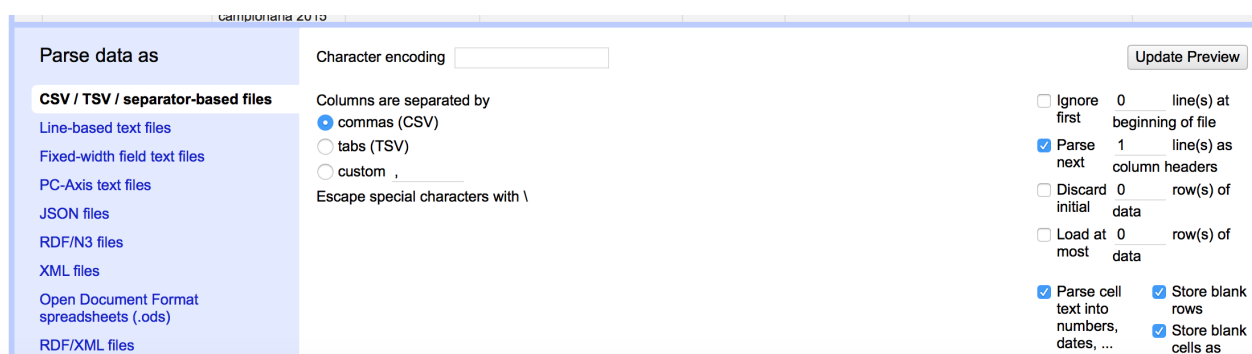 campionaria 2015
Parse data as
CSV / TSV / separator-based files
Line-based text files
Fixed-width field text files
PC-Axis text files
JSON files
RDF/N3 files
XML files
Open Document Format
spreadsheets (.ods)
RDF/XML files
Character encoding
Columns are separated by
commas (CSV)
tabs (TSV)
custom ,
Escape special characters with \
Update Preview
Ignore first 0 line(s) at beginning of file
Parse next 1 line(s) as column headers
Discard initial 0 row(s) of data
Load at most 0 row(s) of data
Parse cell
text into
numbers,
dates, ...
Store blank
rows
Store blank
cells as